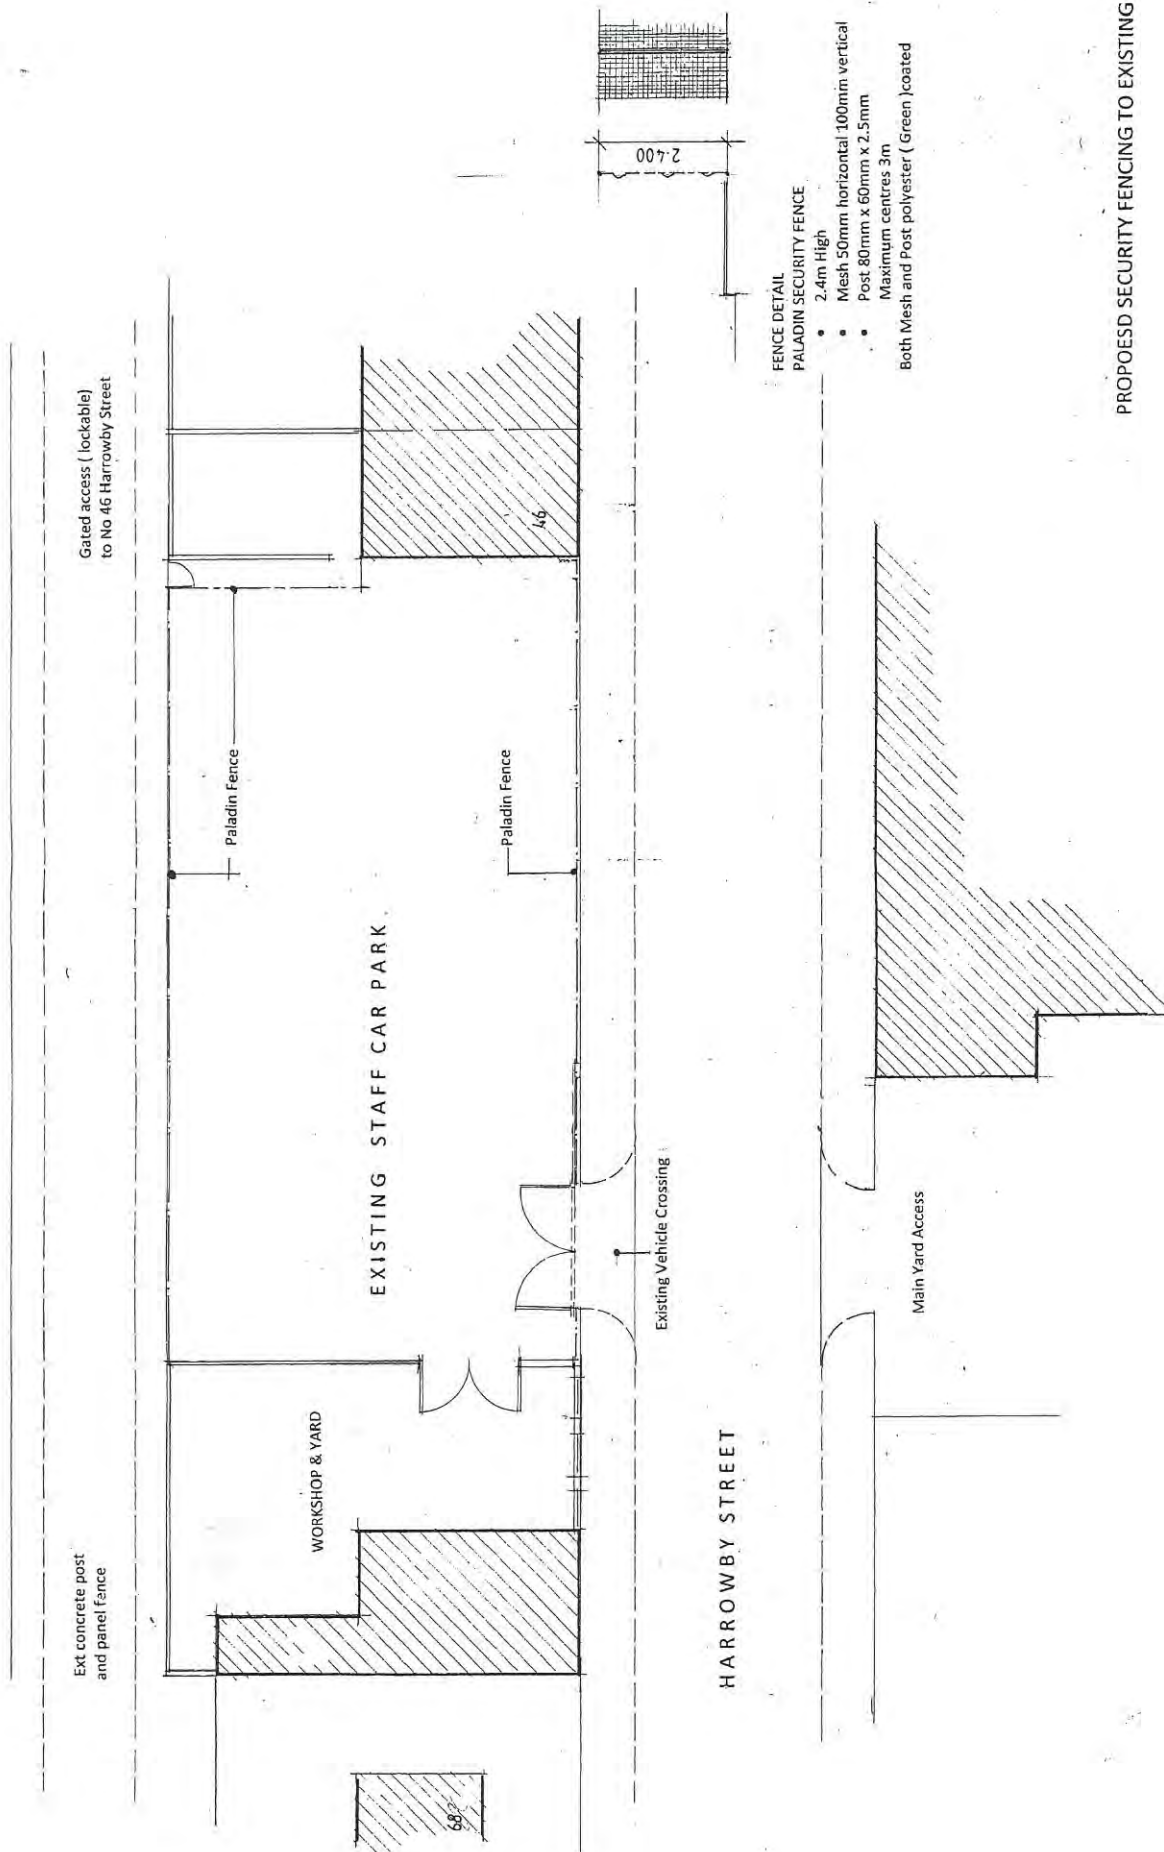 Ext concrete post
and panel fence
Gated access ( lockable)
to No 46 Harrowby Street
Paladin Fence
Paladin Fence
EXISTING STAFF CAR PARK
WORKSHOP & YARD
46
68
Existing Vehicle Crossing
HARROWBY STREET
Main Yard Access
2·400
FENCE DETAIL
PALADIN SECURITY FENCE
• 2.4m High
• Mesh 50mm horizontal 100mm vertical
• Post 80mm x 60mm x 2.5mm
Maximum centres 3m
Both Mesh and Post polyester ( Green )coated
PROPOESD SECURITY FENCING TO EXISTING